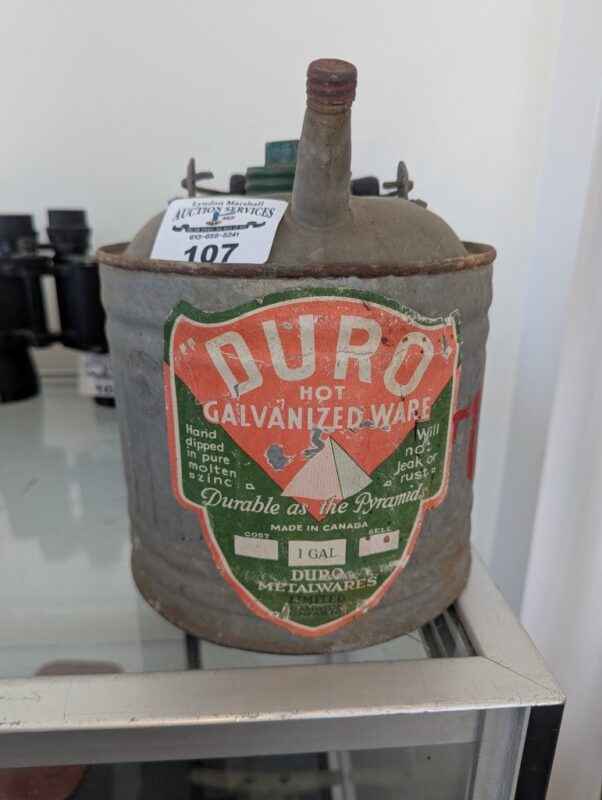 Lyndon Marshall
AUCTION SERVICES
107
"DURO"
HOT
GALVANIZED WARE
Hand
dipped
in pure
molten
zinc
Will
not
leak or
rust
Durable as the Pyramids
MADE IN CANADA
COST
SELL
1 GAL.
DURO
METALWARES
LIMITED